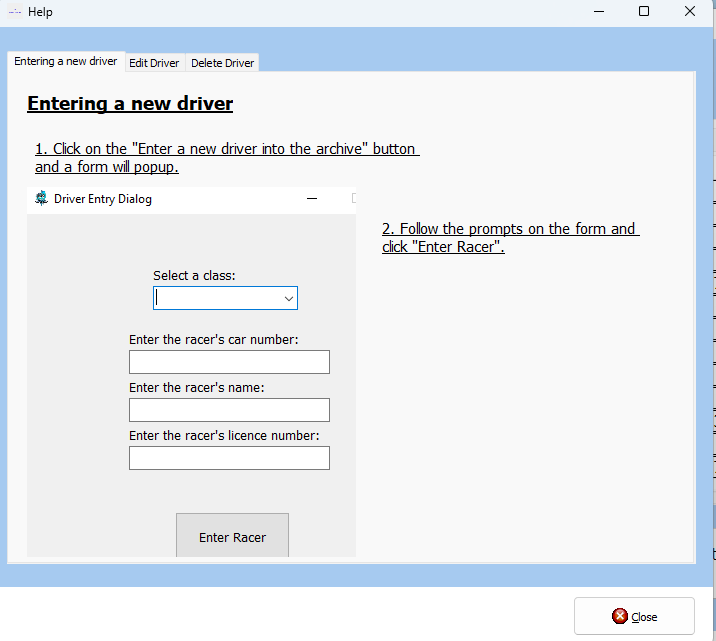 Help
Entering a new driver Edit Driver Delete Driver
Entering a new driver
1. Click on the "Enter a new driver into the archive" button
and a form will popup.
Driver Entry Dialog
2. Follow the prompts on the form and
click "Enter Racer".
Select a class:
Enter the racer's car number:
Enter the racer's name:
Enter the racer's licence number:
Enter Racer
Close